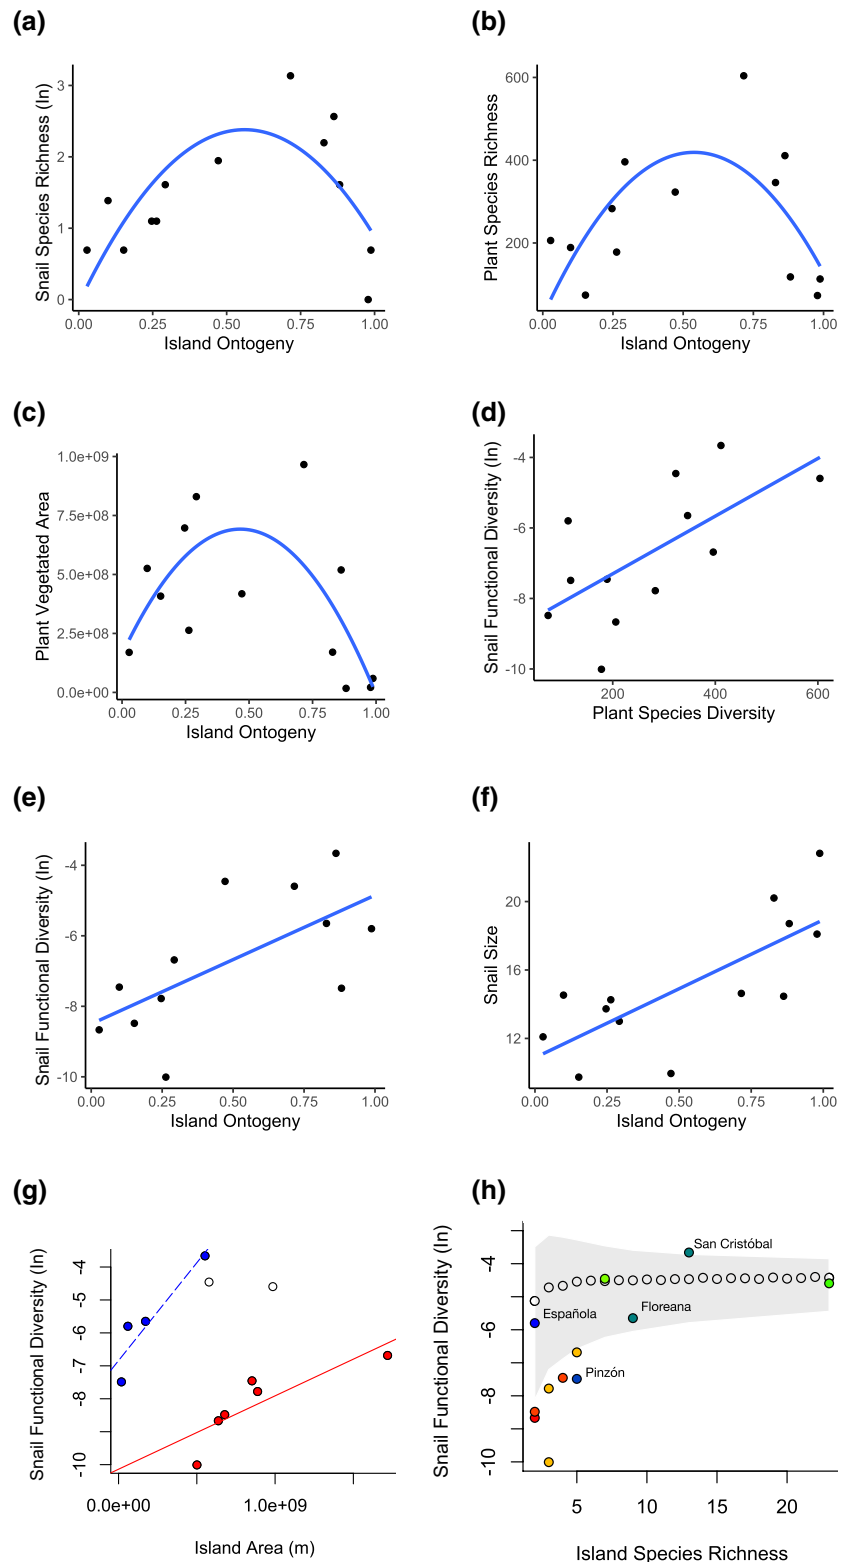 (a)
Snail Species Richness (ln)
3
2
1
0
0.00 0.25 0.50 0.75 1.00
Island Ontogeny
(b)
Plant Species Richness
600
400
200
0.00 0.25 0.50 0.75 1.00
Island Ontogeny
(c)
Plant Vegetated Area
1.0e+09
7.5e+08
5.0e+08
2.5e+08
0.0e+00
0.00 0.25 0.50 0.75 1.00
Island Ontogeny
(d)
Snail Functional Diversity (ln)
-4
-6
-8
-10
200 400 600
Plant Species Diversity
(e)
Snail Functional Diversity (ln)
-4
-6
-8
-10
0.00 0.25 0.50 0.75 1.00
Island Ontogeny
(f)
Snail Size
20
16
12
0.00 0.25 0.50 0.75 1.00
Island Ontogeny
(g)
Snail Functional Diversity (ln)
-4
-5
-6
-7
-8
-10
0.0e+00 1.0e+09
Island Area (m)
(h)
Snail Functional Diversity (ln)
-4
-6
-8
-10
San Cristóbal
Española
Floreana
Pinzón
5 10 15 20
Island Species Richness